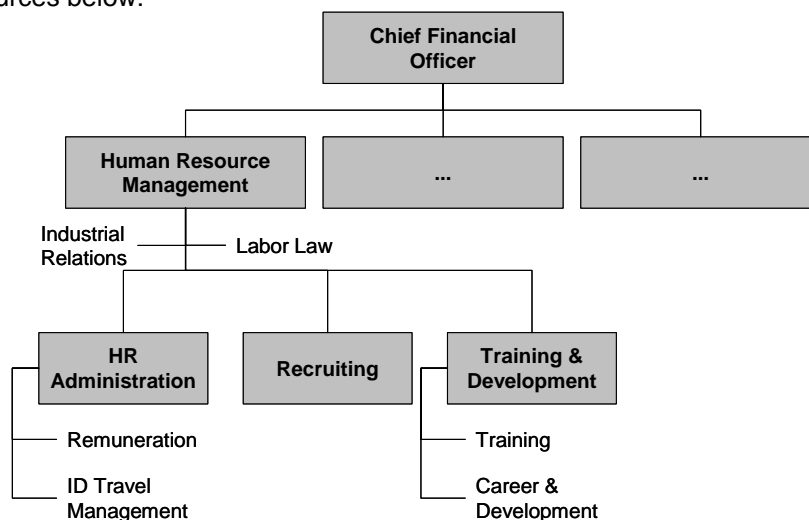 urces below.
Chief Financial
Officer
Human Resource
Management
...
...
Industrial
Relations
Labor Law
HR
Administration
Recruiting
Training &
Development
Remuneration
Training
ID Travel
Management
Career &
Development